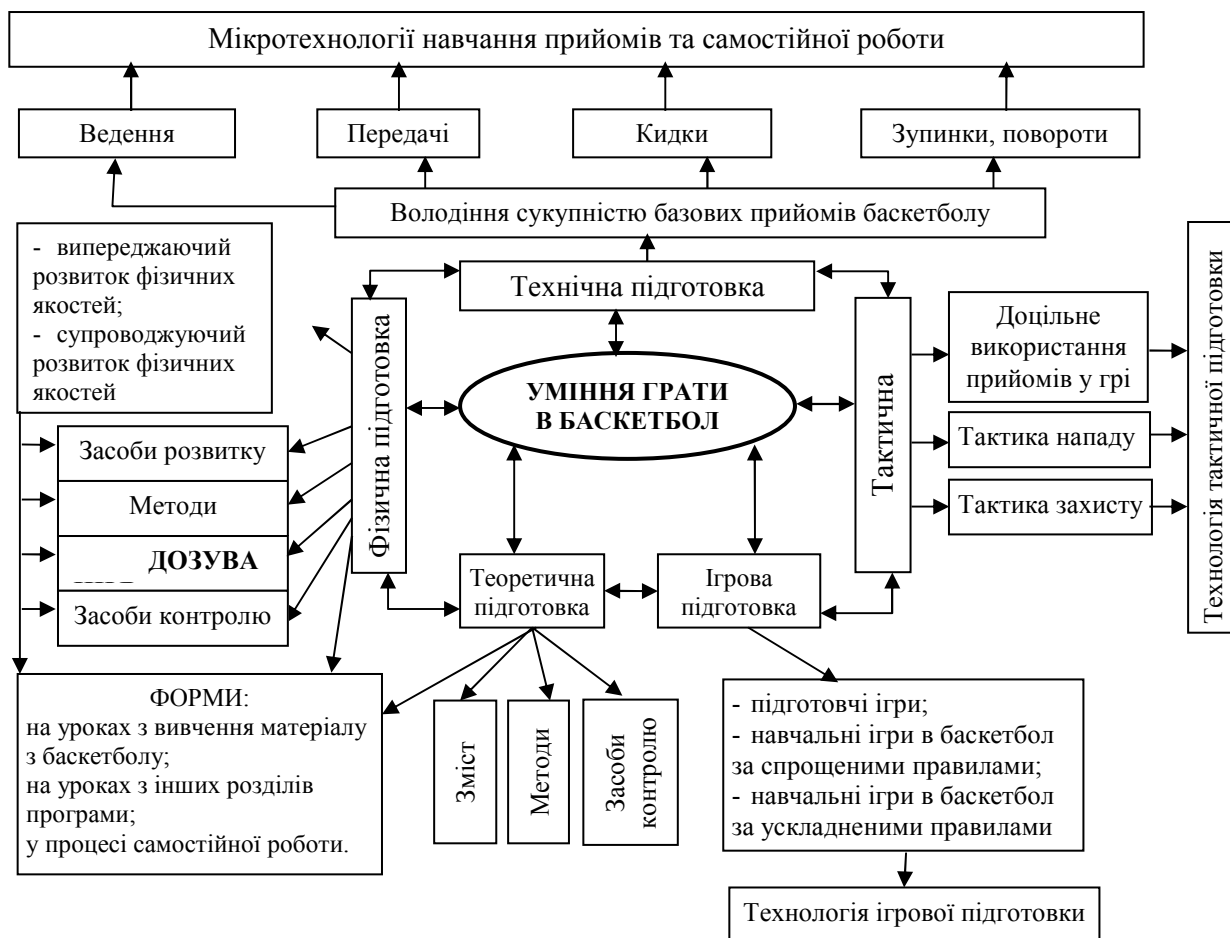 Мікротехнології навчання прийомів та самостійної роботи
Ведення
Передачі
Кидки
Зупинки, повороти
Володіння сукупністю базових прийомів баскетболу
- випереджаючий
розвиток фізичних
якостей;
- супроводжуючий
розвиток фізичних
якостей
Технічна підготовка
Фізична підготовка
УМІННЯ ГРАТИ
В БАСКЕТБОЛ
Тактична
Доцільне
використання
прийомів у грі
Тактика нападу
Тактика захисту
Технологія тактичної підготовки
Засоби розвитку
Методи
ДОЗУВА
Засоби контролю
Теоретична
підготовка
Ігрова
підготовка
ФОРМИ:
на уроках з вивчення матеріалу
з баскетболу;
на уроках з інших розділів
програми;
у процесі самостійної роботи.
Зміст
Методи
Засоби
контролю
- підготовчі ігри;
- навчальні ігри в баскетбол
за спрощеними правилами;
- навчальні ігри в баскетбол
за ускладненими правилами
Технологія ігрової підготовки